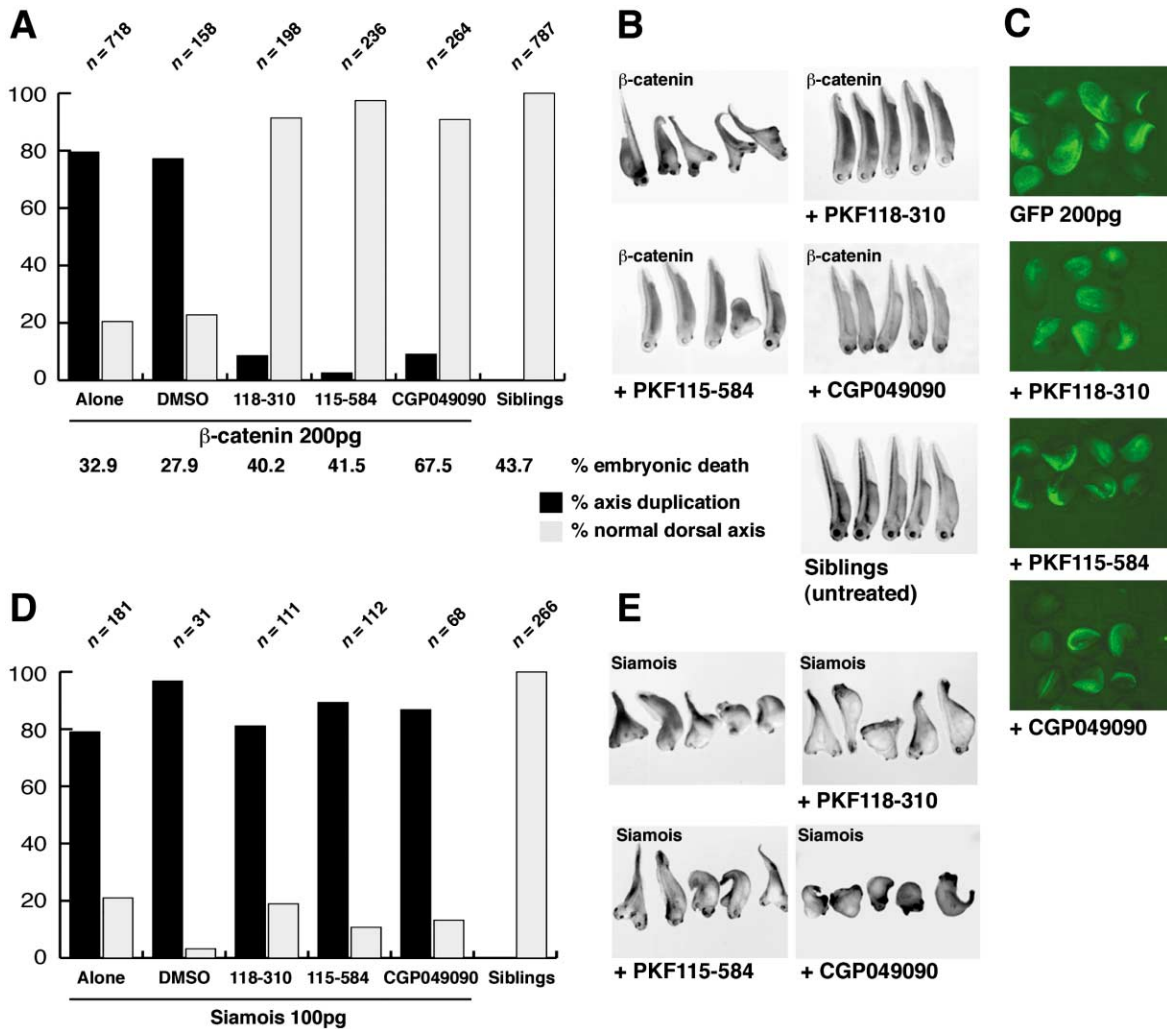 A
n = 718
n = 158
n = 198
n = 236
n = 264
n = 787
100
80
60
40
20
0
Alone DMSO 118-310 115-584 CGP049090 Siblings
β-catenin 200pg
32.9 27.9 40.2 41.5 67.5 43.7 % embryonic death
% axis duplication
% normal dorsal axis
B
β-catenin
β-catenin
+ PKF118-310
β-catenin
β-catenin
+ PKF115-584
+ CGP049090
Siblings
(untreated)
C
GFP 200pg
+ PKF118-310
+ PKF115-584
+ CGP049090
D
n = 181
n = 31
n = 111
n = 112
n = 68
n = 266
100
80
60
40
20
0
Alone DMSO 118-310 115-584 CGP049090 Siblings
Siamois 100pg
E
Siamois
Siamois
+ PKF118-310
Siamois
Siamois
+ PKF115-584
+ CGP049090